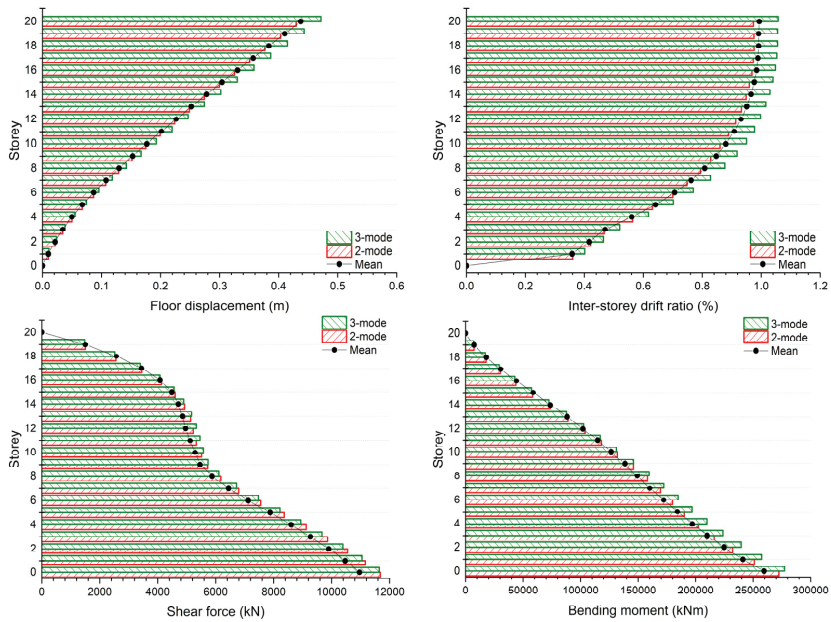 20
18
16
14
12
10
8
6
4
2
0
Storey
3-mode
2-mode
Mean
0.0 0.1 0.2 0.3 0.4 0.5 0.6
Floor displacement (m)
20
18
16
14
12
10
8
6
4
2
0
Storey
3-mode
2-mode
Mean
0.0 0.2 0.4 0.6 0.8 1.0 1.2
Inter-storey drift ratio (%)
20
18
16
14
12
10
8
6
4
2
0
Storey
3-mode
2-mode
Mean
0 2000 4000 6000 8000 10000 12000
Shear force (kN)
20
18
16
14
12
10
8
6
4
2
0
Storey
3-mode
2-mode
Mean
0 50000 100000 150000 200000 250000 300000
Bending moment (kNm)